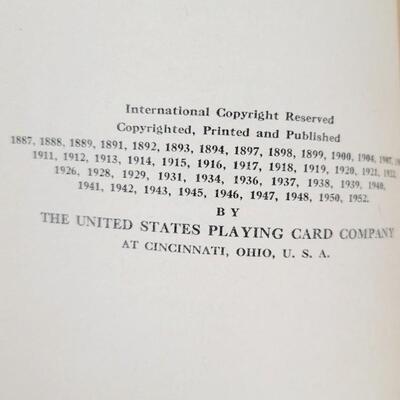 International Copyright Reserved
Copyrighted, Printed and Published
1887, 1888, 1889, 1891, 1892, 1893, 1894, 1897, 1898, 1899, 1900, 1904, 1907,
1911, 1912, 1913, 1914, 1915, 1916, 1917, 1918, 1919, 1920, 1921, 1922,
1926, 1928, 1929, 1931, 1934, 1936, 1937, 1938, 1939, 1940,
1941, 1942, 1943, 1945, 1946, 1947, 1948, 1950, 1952.
BY
THE UNITED STATES PLAYING CARD COMPANY
AT CINCINNATI, OHIO, U. S. A.